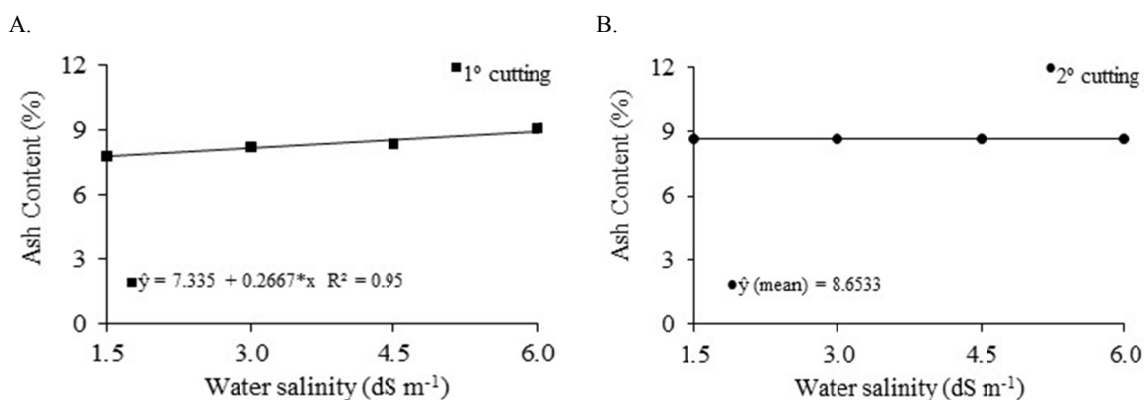 A.
12
9
6
3
0
1.5 3.0 4.5 6.0
Ash Content (%)
Water salinity (dS m⁻¹)
1º cutting
ŷ = 7.335 + 0.2667*x R² = 0.95
B.
12
9
6
3
0
1.5 3.0 4.5 6.0
Ash Content (%)
Water salinity (dS m⁻¹)
2º cutting
ŷ (mean) = 8.6533